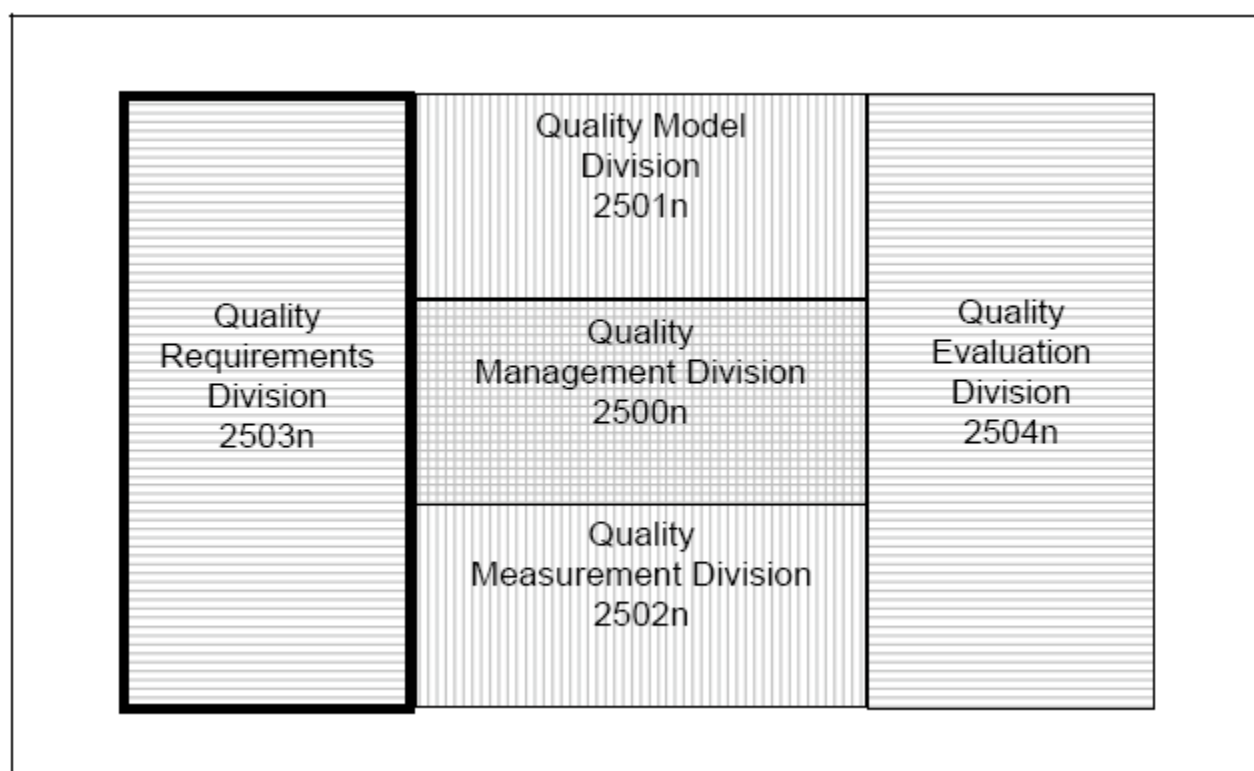 Quality
Requirements
Division
2503n
Quality Model
Division
2501n
Quality
Management Division
2500n
Quality
Measurement Division
2502n
Quality
Evaluation
Division
2504n